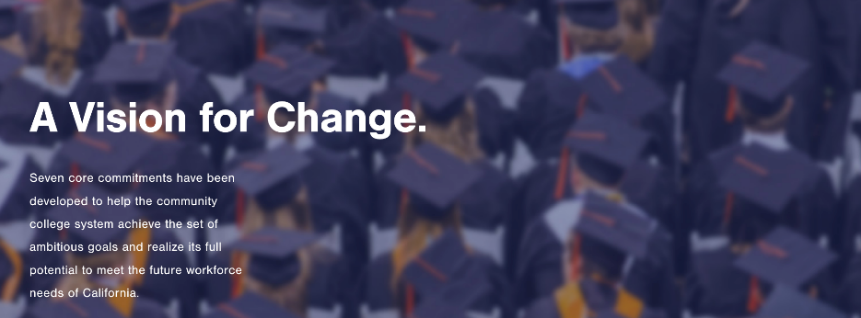 A Vision for Change.
Seven core commitments have been
developed to help the community
college system achieve the set of
ambitious goals and realize its full
potential to meet the future workforce
needs of California.